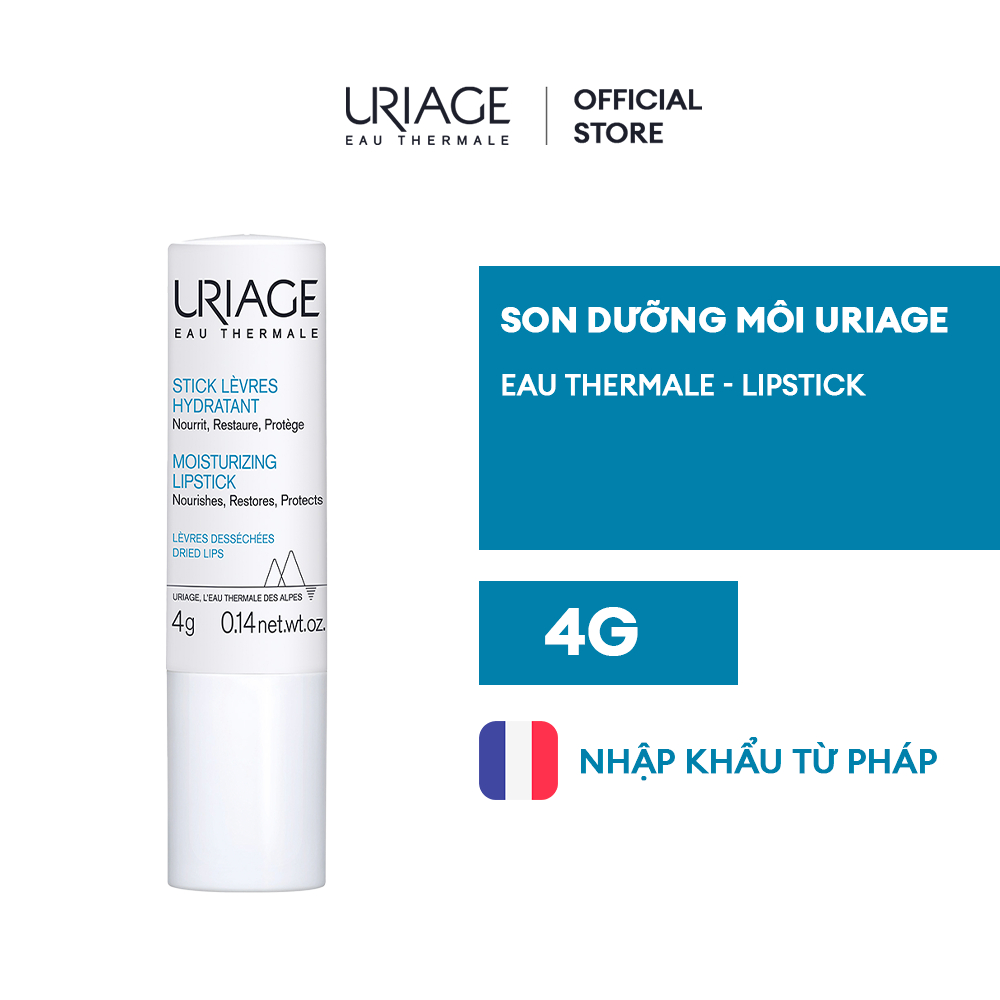 URIAGE
EAU THERMALE
OFFICIAL
STORE
URIAGE
EAU THERMALE
STICK LÈVRES
HYDRATANT
Nourrit, Restaure, Protège
MOISTURIZING
LIPSTICK
Nourishes, Restores, Protects
LÈVRES DESSÉCHÉES
DRIED LIPS
URIAGE, L'EAU THERMALE DES ALPES
4g 0.14 net.wt.oz.
SON DƯỠNG MÔI URIAGE
EAU THERMALE - LIPSTICK
4G
NHẬP KHẨU TỪ PHÁP